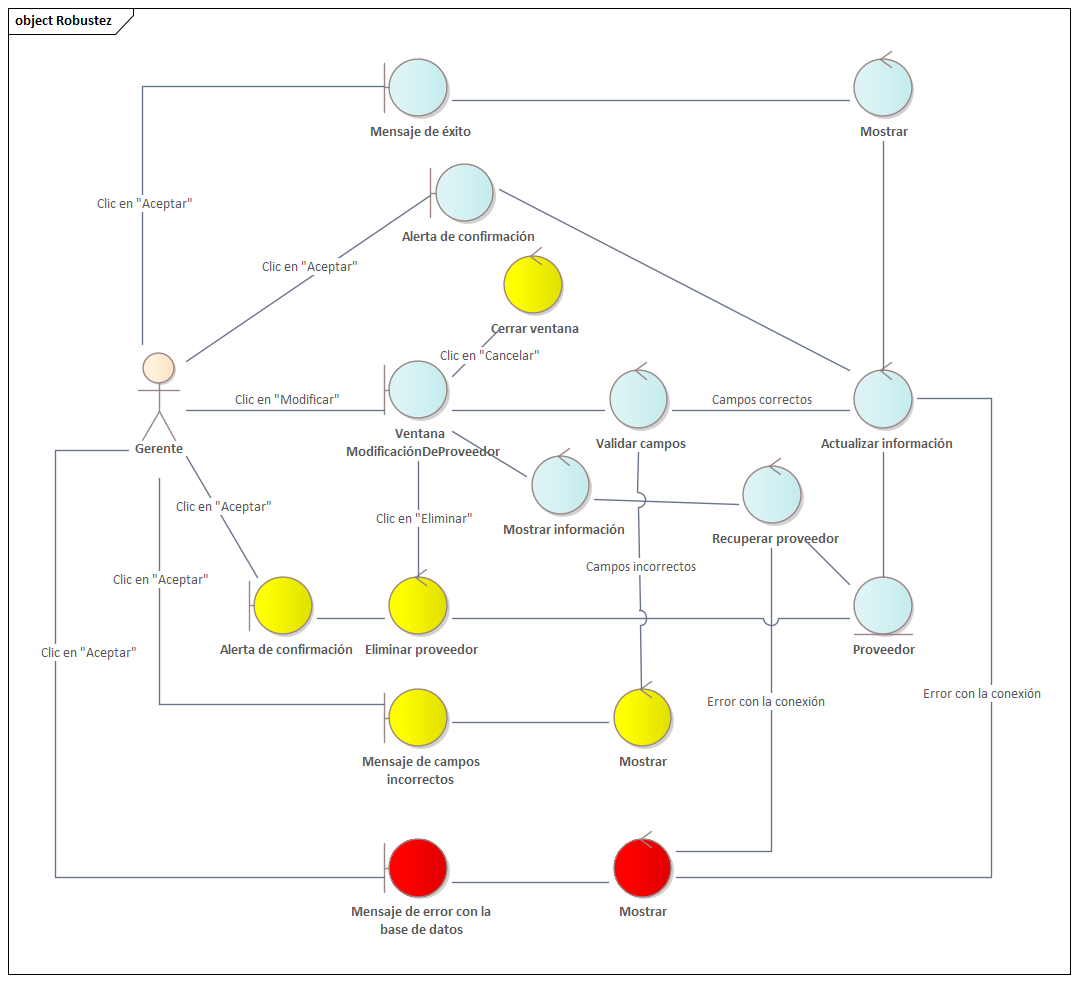 object Robustez
Mensaje de éxito
Mostrar
Clic en "Aceptar"
Alerta de confirmación
Clic en "Aceptar"
Cerrar ventana
Clic en "Cancelar"
Clic en "Modificar"
Campos correctos
Ventana
ModificaciónDeProveedor
Validar campos
Actualizar información
Gerente
Clic en "Aceptar"
Clic en "Eliminar"
Mostrar información
Recuperar proveedor
Campos incorrectos
Clic en "Aceptar"
Alerta de confirmación
Eliminar proveedor
Proveedor
Clic en "Aceptar"
Error con la conexión
Error con la conexión
Mensaje de campos
incorrectos
Mostrar
Mensaje de error con la
base de datos
Mostrar